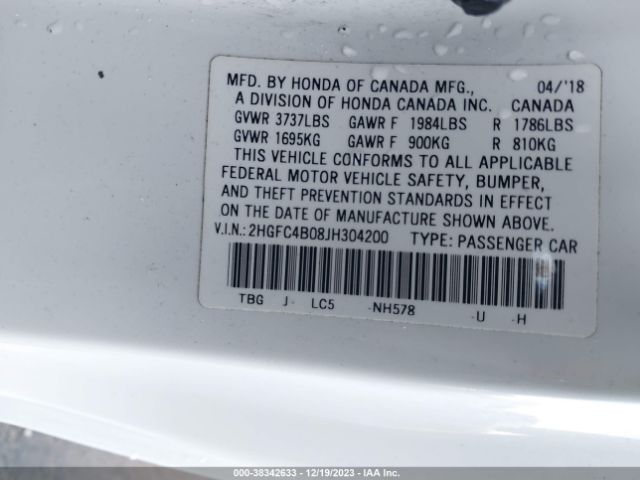 MFD. BY HONDA OF CANADA MFG., 04/'18
A DIVISION OF HONDA CANADA INC. CANADA
GVWR 3737LBS GAWR F 1984LBS R 1786LBS
GVWR 1695KG GAWR F 900KG R 810KG
THIS VEHICLE CONFORMS TO ALL APPLICABLE
FEDERAL MOTOR VEHICLE SAFETY, BUMPER,
AND THEFT PREVENTION STANDARDS IN EFFECT
ON THE DATE OF MANUFACTURE SHOWN ABOVE.
V.I.N.: 2HGFC4B08JH304200 TYPE: PASSENGER CAR
TBG J- LC5 -NH578 -U -H
000-38342633 - 12/19/2023 - IAA Inc.